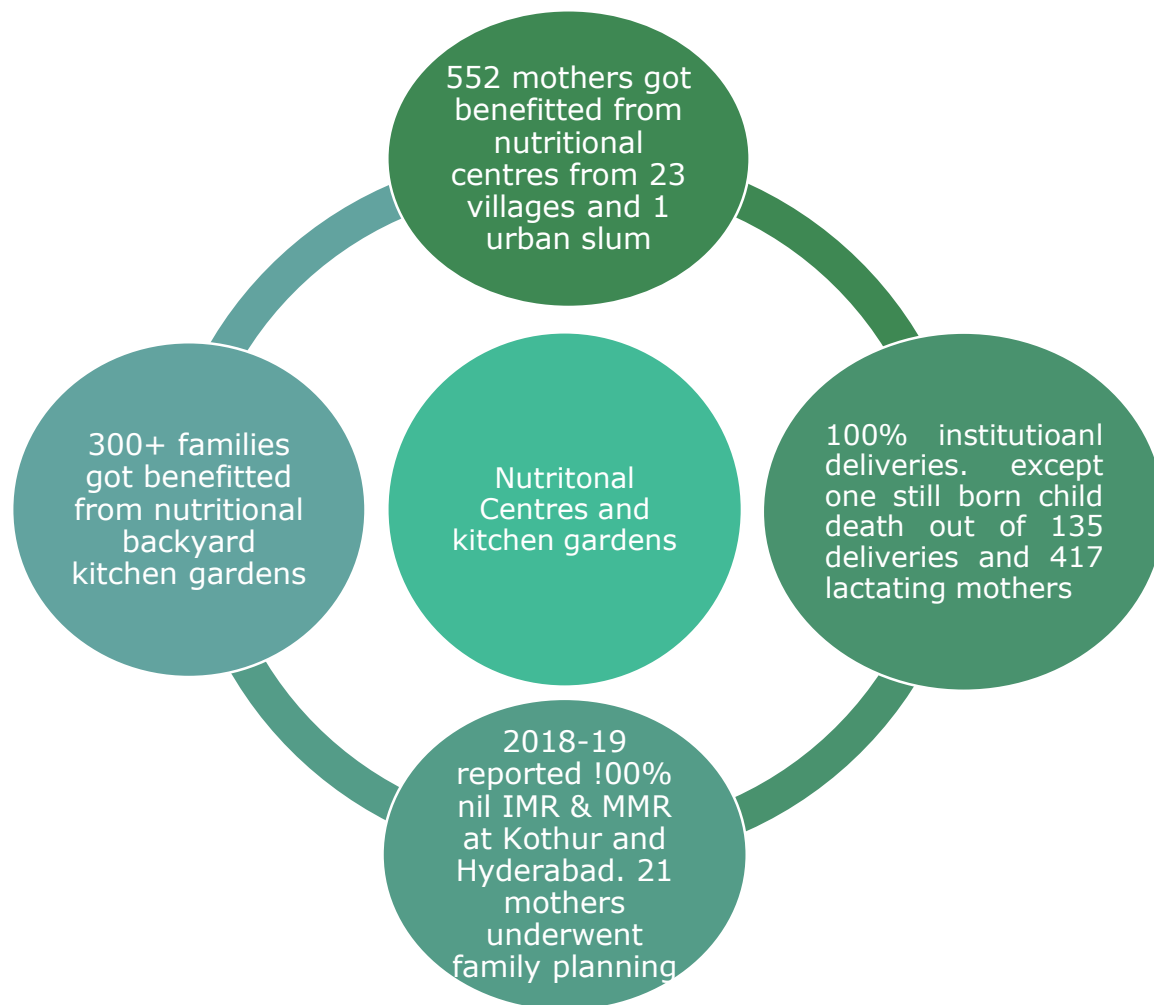 552 mothers got
benefitted from
nutritional
centres from 23
villages and 1
urban slum
300+ families
got benefitted
from nutritional
backyard
kitchen gardens
Nutritonal
Centres and
kitchen gardens
100% institutioanl
deliveries. except
one still born child
death out of 135
deliveries and 417
lactating mothers
2018-19
reported !00%
nil IMR & MMR
at Kothur and
Hyderabad. 21
mothers
underwent
family planning